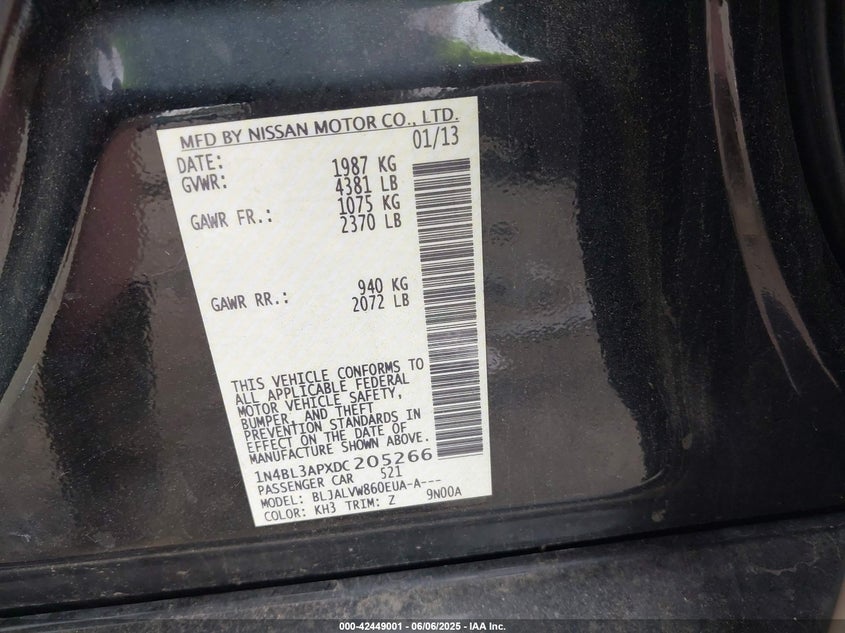 MFD BY NISSAN MOTOR CO., LTD.
DATE: 01/13
GVWR: 1987 KG
4381 LB
GAWR FR.: 1075 KG
2370 LB
GAWR RR.: 940 KG
2072 LB
THIS VEHICLE CONFORMS TO
ALL APPLICABLE FEDERAL
MOTOR VEHICLE SAFETY,
BUMPER, AND THEFT
PREVENTION STANDARDS IN
EFFECT ON THE DATE OF
MANUFACTURE SHOWN ABOVE.
1N4BL3APXDC205266
PASSENGER CAR S21
MODEL: BLJALVW860EUA-A---
COLOR: KH3 TRIM: Z 9N00A
000-42449001 - 06/06/2025 - IAA Inc.